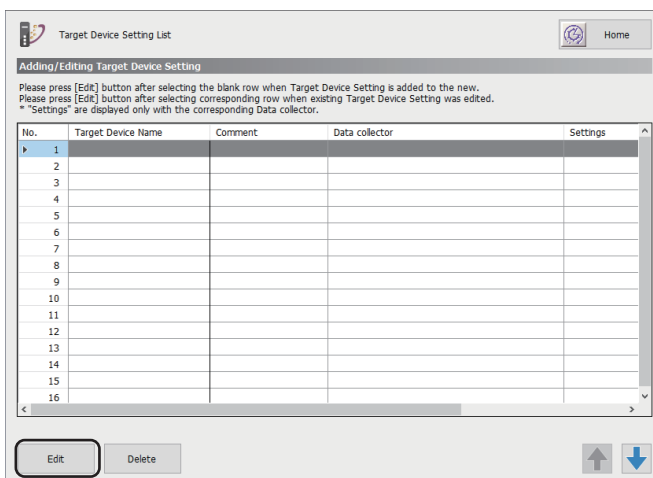 Target Device Setting List
Home
Adding/Editing Target Device Setting
Please press [Edit] button after selecting the blank row when Target Device Setting is added to the new.
Please press [Edit] button after selecting corresponding row when existing Target Device Setting was edited.
* "Settings" are displayed only with the corresponding Data collector.
No. Target Device Name Comment Data collector Settings
1
2
3
4
5
6
7
8
9
10
11
12
13
14
15
16
Edit Delete